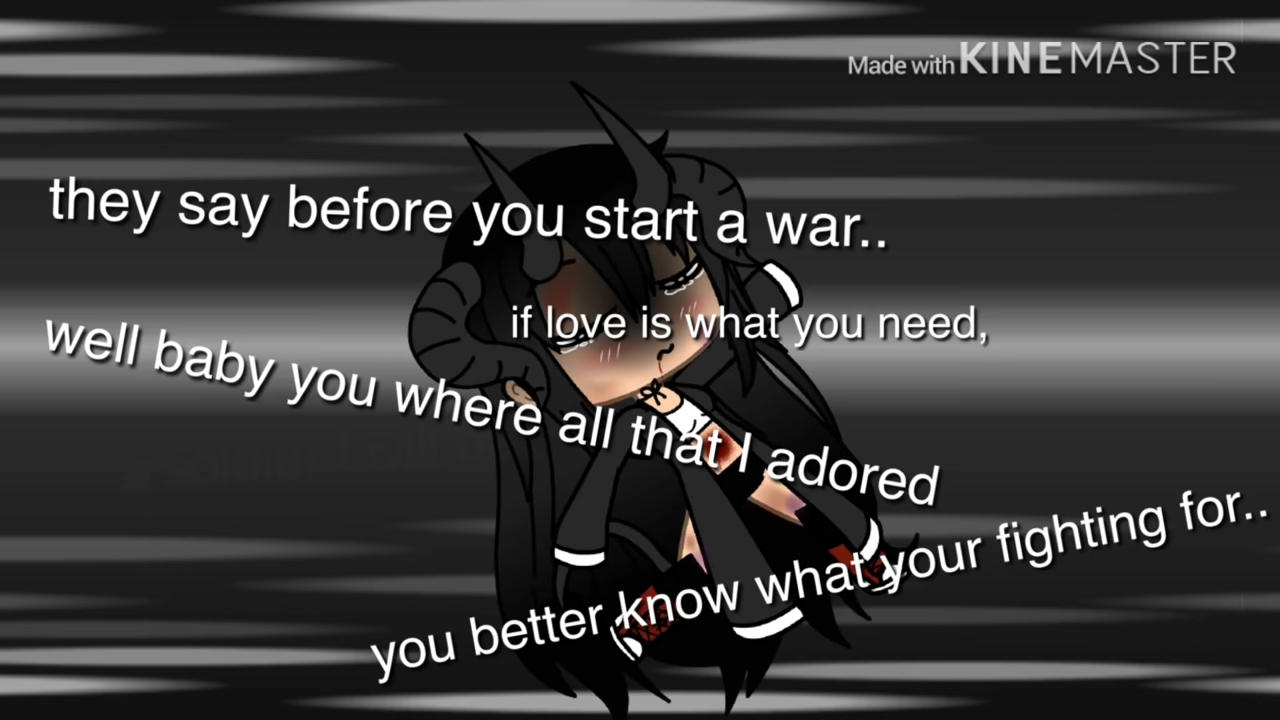 Made with KINEMASTER
they say before you start a war..
if love is what you need,
well baby you where all that I adored
you better know what your fighting for..